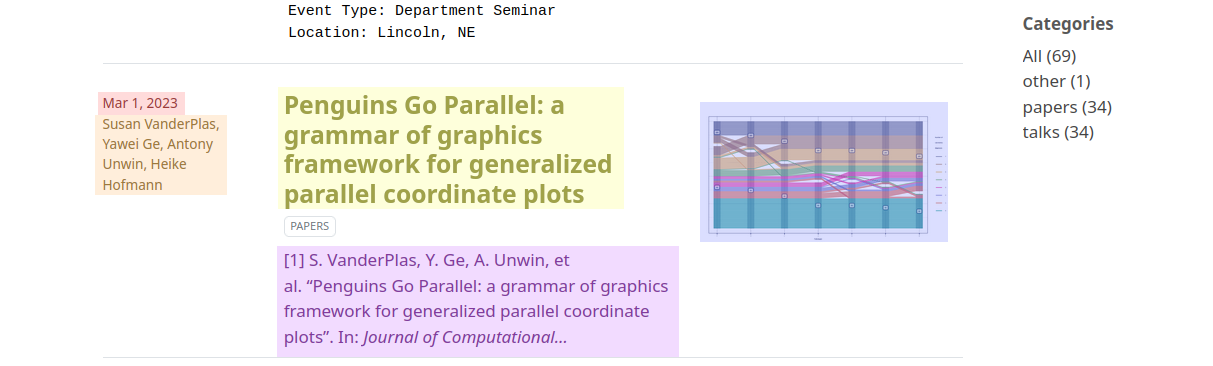 Event Type: Department Seminar
Location: Lincoln, NE
Mar 1, 2023
Susan VanderPlas,
Yawei Ge, Antony
Unwin, Heike
Hofmann
Penguins Go Parallel: a
grammar of graphics
framework for generalized
parallel coordinate plots
PAPERS
[1] S. VanderPlas, Y. Ge, A. Unwin, et
al. “Penguins Go Parallel: a grammar of graphics
framework for generalized parallel coordinate
plots”. In: Journal of Computational…
Categories
All (69)
other (1)
papers (34)
talks (34)